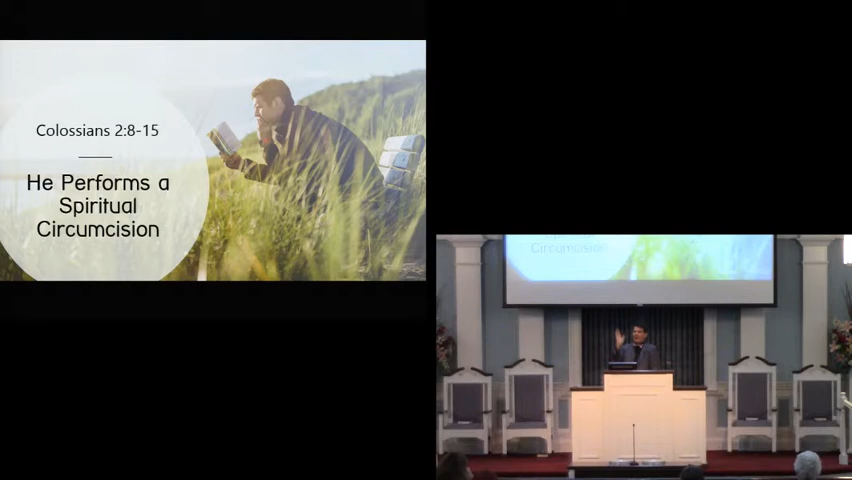 Colossians 2:8-15
He Performs a
Spiritual
Circumcision
Circumcision